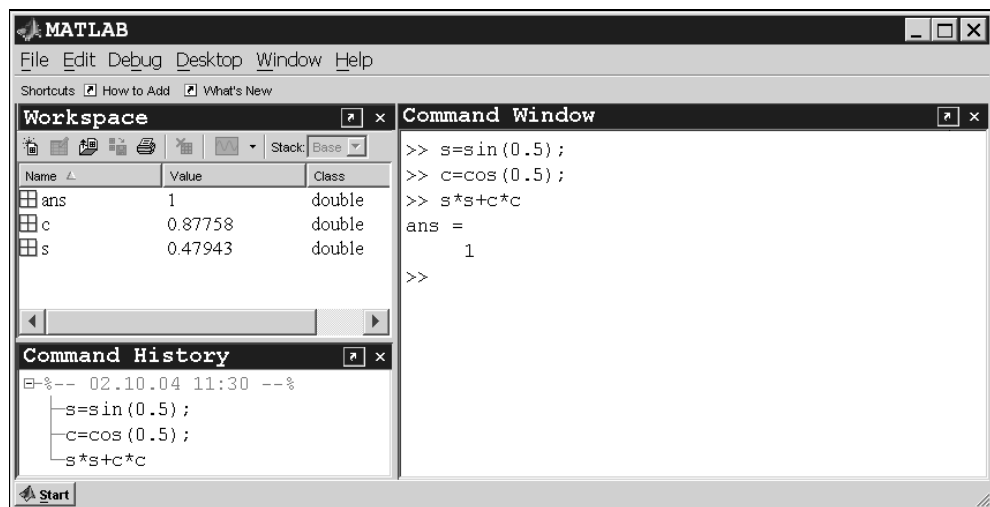 MATLAB
File Edit Debug Desktop Window Help
Shortcuts How to Add What's New
Workspace
Stack: Base
Name Value Class
ans 1 double
c 0.87758 double
s 0.47943 double
Command History
%-- 02.10.04 11:30 --%
s=sin(0.5);
c=cos(0.5);
s*s+c*c
Command Window
>> s=sin(0.5);
>> c=cos(0.5);
>> s*s+c*c
ans =
1
>>
Start